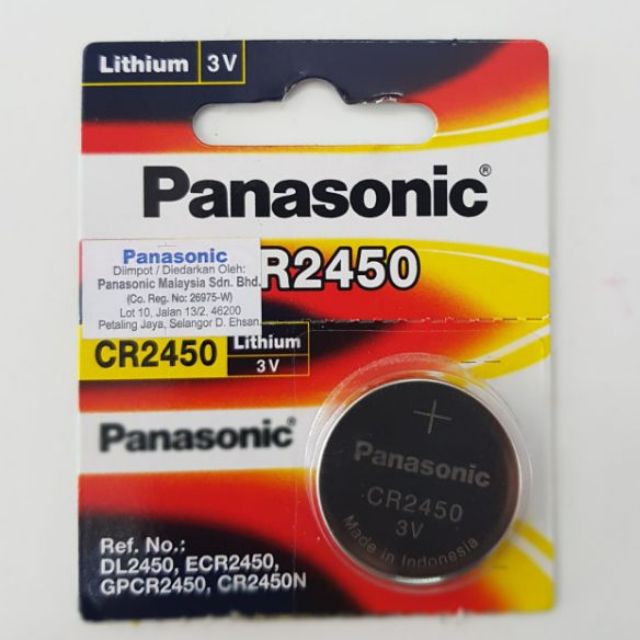 Lithium 3V
Panasonic®
R2450
Panasonic
Diimpot / Diedarkan Oleh:
Panasonic Malaysia Sdn. Bhd.
(Co. Reg. No: 26975-W)
Lot 10, Jalan 13/2, 46200
Petaling Jaya, Selangor D. Ehsan.
CR2450 Lithium
3V
Panasonic®
+
Panasonic
CR2450
3V
Made in Indonesia
Ref. No.:
DL2450, ECR2450,
GPCR2450, CR2450N